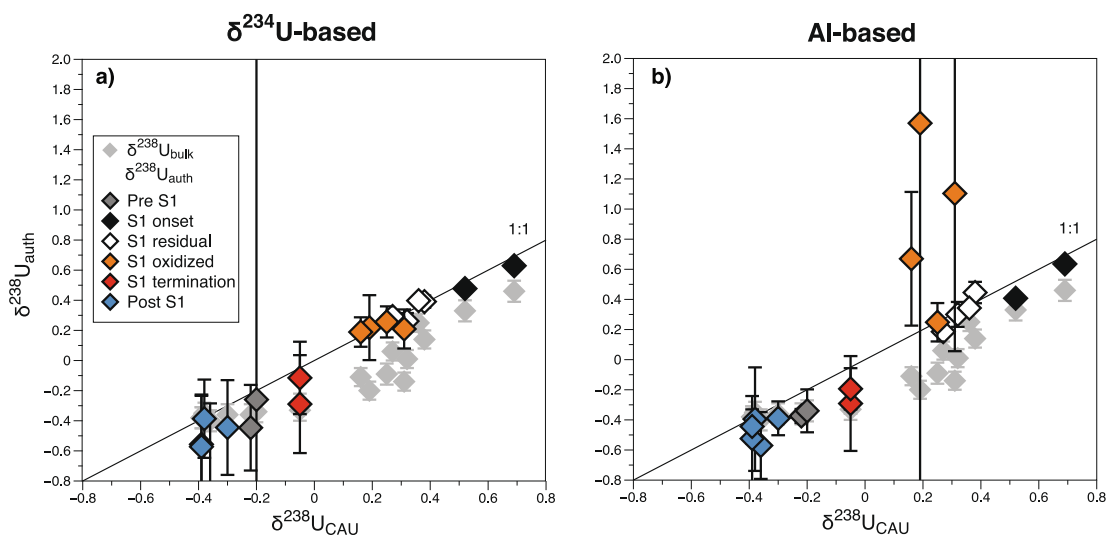 δ²³⁴U-based
a)
2.0
1.8
1.6
1.4
1.2
1.0
0.8
0.6
0.4
0.2
0
−0.2
−0.4
−0.6
−0.8
δ²³⁸U_auth
δ²³⁸U_bulk
δ²³⁸U_auth
Pre S1
S1 onset
S1 residual
S1 oxidized
S1 termination
Post S1
1:1
−0.8 −0.6 −0.4 −0.2 0 0.2 0.4 0.6 0.8
δ²³⁸U_CAU
Al-based
b)
2.0
1.8
1.6
1.4
1.2
1.0
0.8
0.6
0.4
0.2
0
−0.2
−0.4
−0.6
−0.8
1:1
−0.8 −0.6 −0.4 −0.2 0 0.2 0.4 0.6 0.8
δ²³⁸U_CAU